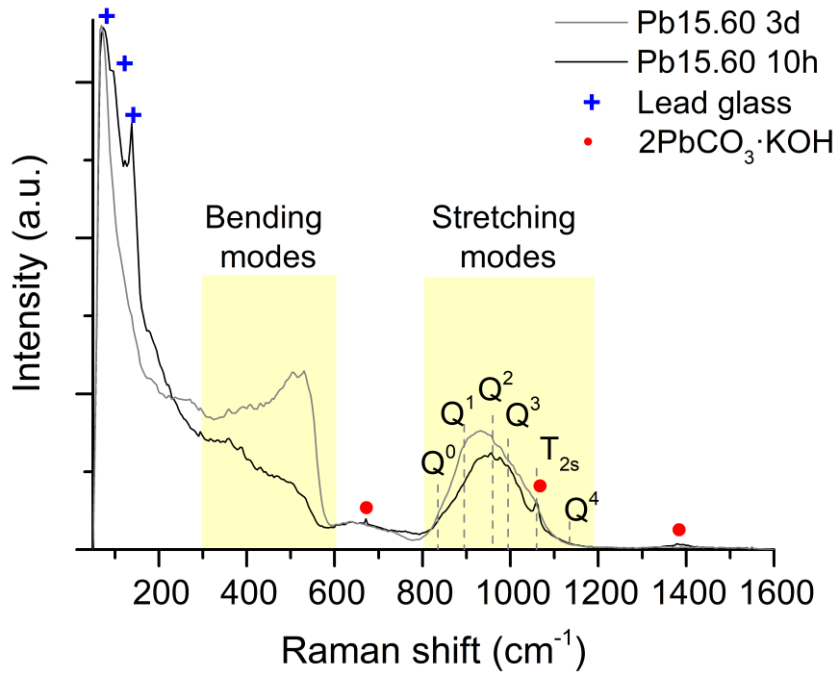 Pb15.60 3d
Pb15.60 10h
Lead glass
2PbCO₃·KOH
Bending
modes
Stretching
modes
Q⁰ Q¹ Q² Q³ T₂ₛ Q⁴
Intensity (a.u.)
200 400 600 800 1000 1200 1400 1600
Raman shift (cm⁻¹)